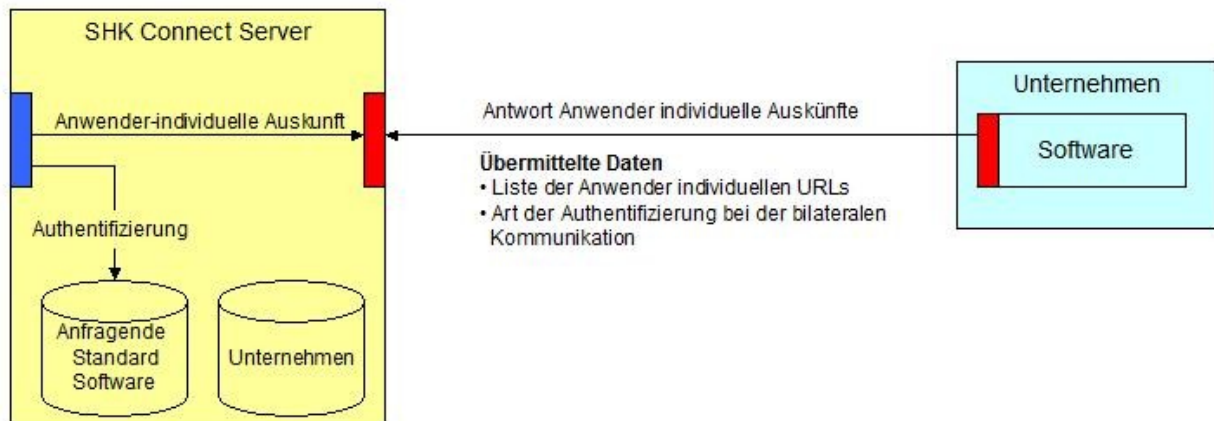 SHK Connect Server
Anwender-individuelle Auskunft
Authentifizierung
Anfragende
Standard
Software
Unternehmen
Antwort Anwender individuelle Auskünfte
Übermittelte Daten
• Liste der Anwender individuellen URLs
• Art der Authentifizierung bei der bilateralen
Kommunikation
Unternehmen
Software